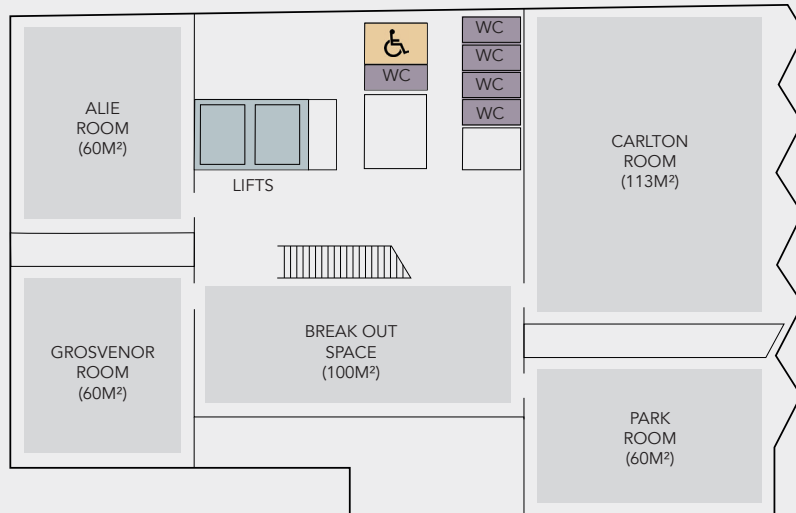 ALIE
ROOM
(60M²)
LIFTS
WC
WC
WC
WC
WC
CARLTON
ROOM
(113M²)
GROSVENOR
ROOM
(60M²)
BREAK OUT
SPACE
(100M²)
PARK
ROOM
(60M²)